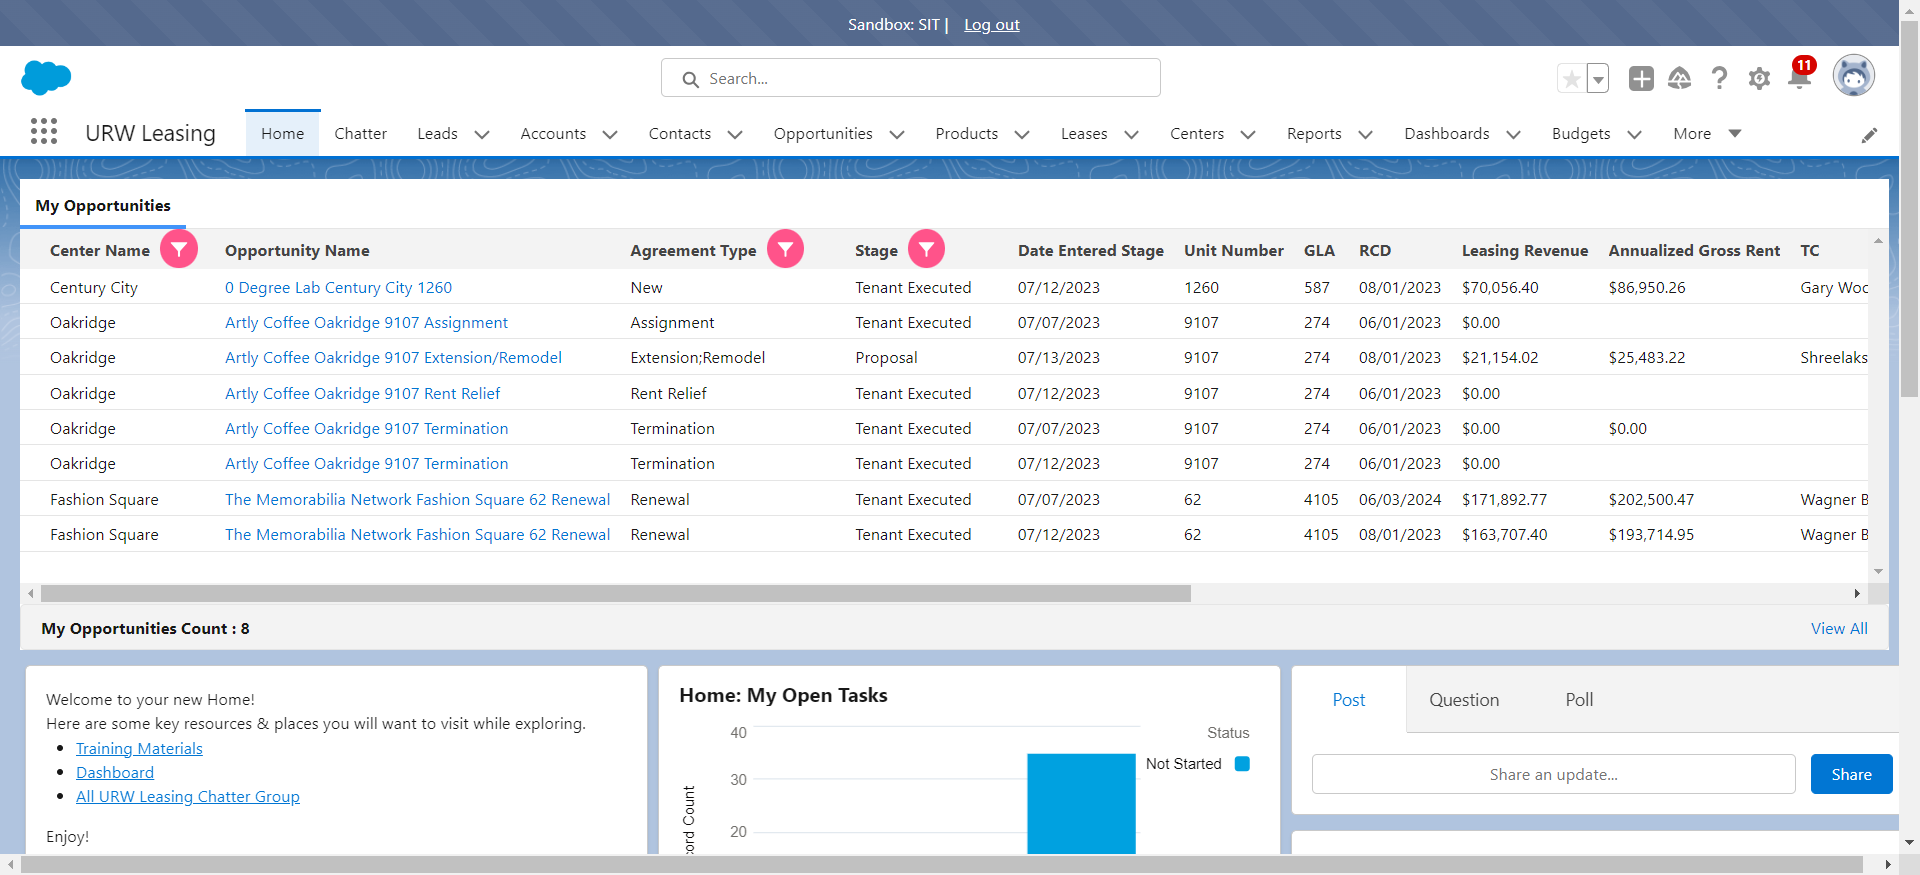 Sandbox: SIT | Log out
Search...
11
URW Leasing Home Chatter Leads Accounts Contacts Opportunities Products Leases Centers Reports Dashboards Budgets More
My Opportunities
Center Name Opportunity Name Agreement Type Stage Date Entered Stage Unit Number GLA RCD Leasing Revenue Annualized Gross Rent TC
Century City 0 Degree Lab Century City 1260 New Tenant Executed 07/12/2023 1260 587 08/01/2023 $70,056.40 $86,950.26 Gary Woo
Oakridge Artly Coffee Oakridge 9107 Assignment Assignment Tenant Executed 07/07/2023 9107 274 06/01/2023 $0.00
Oakridge Artly Coffee Oakridge 9107 Extension/Remodel Extension;Remodel Proposal 07/13/2023 9107 274 08/01/2023 $21,154.02 $25,483.22 Shreelaks
Oakridge Artly Coffee Oakridge 9107 Rent Relief Rent Relief Tenant Executed 07/12/2023 9107 274 06/01/2023 $0.00
Oakridge Artly Coffee Oakridge 9107 Termination Termination Tenant Executed 07/07/2023 9107 274 06/01/2023 $0.00 $0.00
Oakridge Artly Coffee Oakridge 9107 Termination Termination Tenant Executed 07/12/2023 9107 274 06/01/2023 $0.00
Fashion Square The Memorabilia Network Fashion Square 62 Renewal Renewal Tenant Executed 07/07/2023 62 4105 06/03/2024 $171,892.77 $202,500.47 Wagner B
Fashion Square The Memorabilia Network Fashion Square 62 Renewal Renewal Tenant Executed 07/12/2023 62 4105 08/01/2023 $163,707.40 $193,714.95 Wagner B
My Opportunities Count : 8 View All
Welcome to your new Home!
Here are some key resources & places you will want to visit while exploring.
Training Materials
Dashboard
All URW Leasing Chatter Group
Enjoy!
Home: My Open Tasks
40
30
20
ord Count
Status
Not Started
Post Question Poll
Share an update...
Share